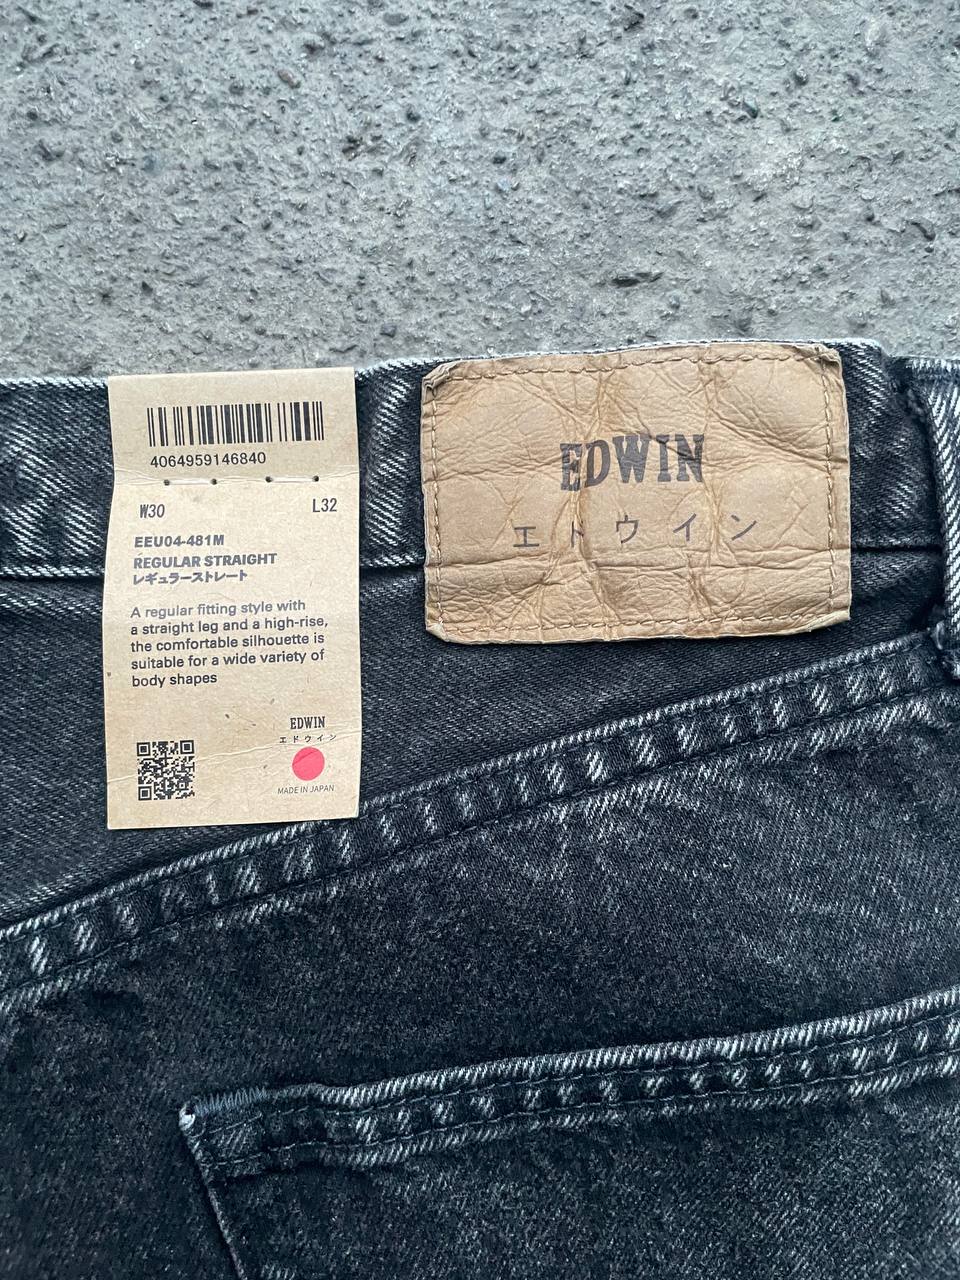 4064959146840
W30 L32
EEU04-481M
REGULAR STRAIGHT
レギュラーストレート
A regular fitting style with
a straight leg and a high-rise,
the comfortable silhouette is
suitable for a wide variety of
body shapes
EDWIN
エドウイン
MADE IN JAPAN
EDWIN
エドウイン